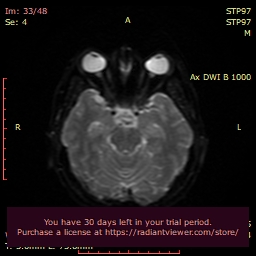 Im: 33/48
Se: 4
A
STP97
STP97
M
Ax DWI B 1000
R
L
You have 30 days left in your trial period.
Purchase a license at https://radiantviewer.com/store/